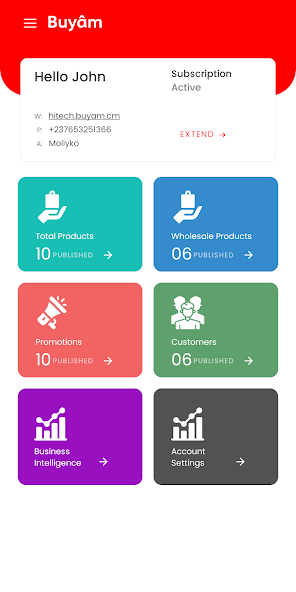 Buyâm
Hello John
Subscription
Active
W: hitech.buyam.cm
P: +237653251366
A: Moliyko
EXTEND →
Total Products
10 PUBLISHED →
Wholesale Products
06 PUBLISHED →
Promotions
10 PUBLISHED →
Customers
06 PUBLISHED →
Business
Intelligence →
Account
Settings →